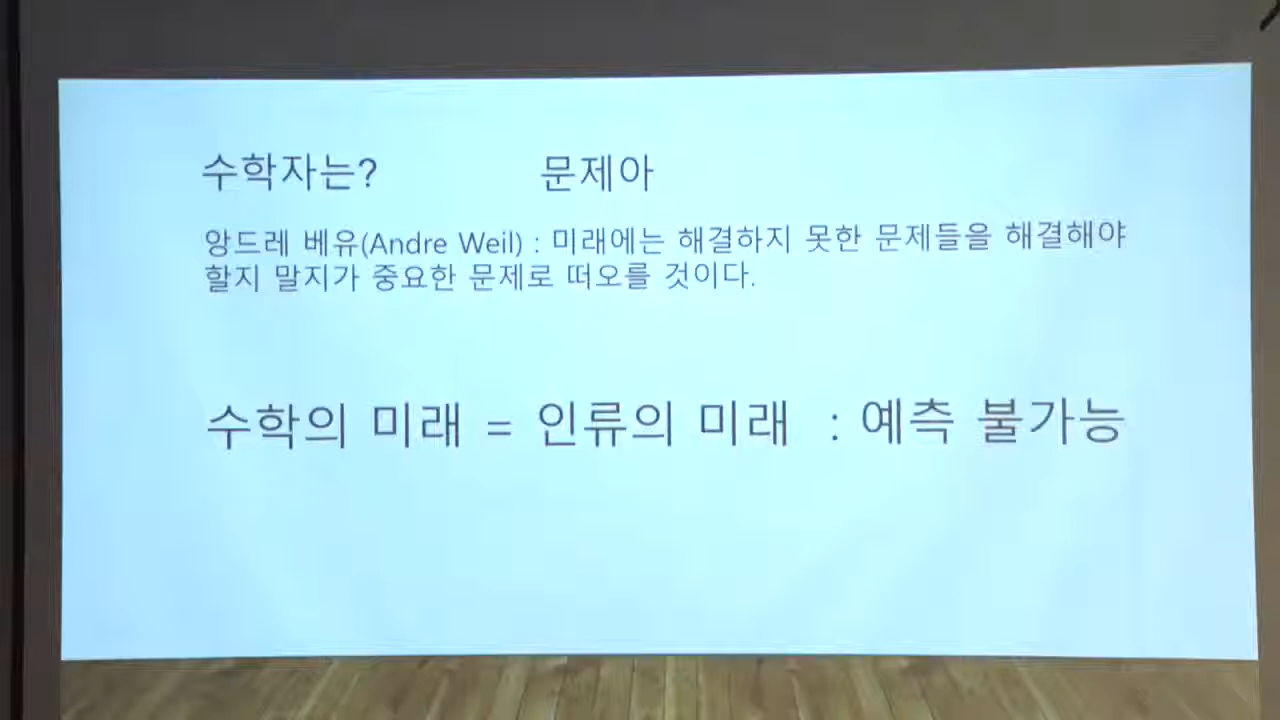 수학자는? 문제아
앙드레 베유(Andre Weil) : 미래에는 해결하지 못한 문제들을 해결해야
할지 말지가 중요한 문제로 떠오를 것이다.
수학의 미래 = 인류의 미래 : 예측 불가능